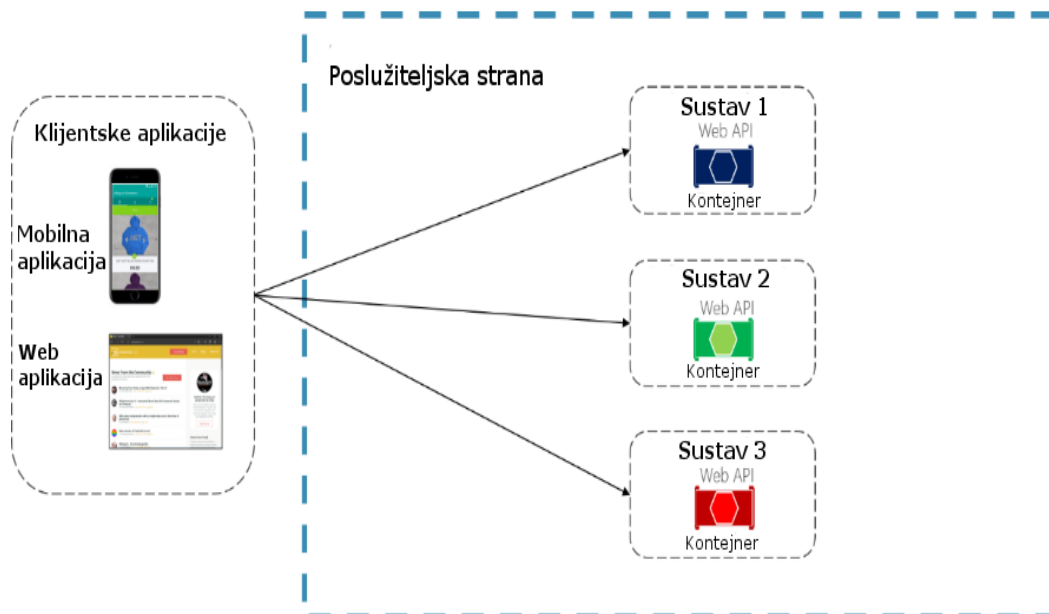 Poslužiteljska strana
Klijentske aplikacije
Mobilna
aplikacija
Web
aplikacija
Sustav 1
Web API
Kontejner
Sustav 2
Web API
Kontejner
Sustav 3
Web API
Kontejner